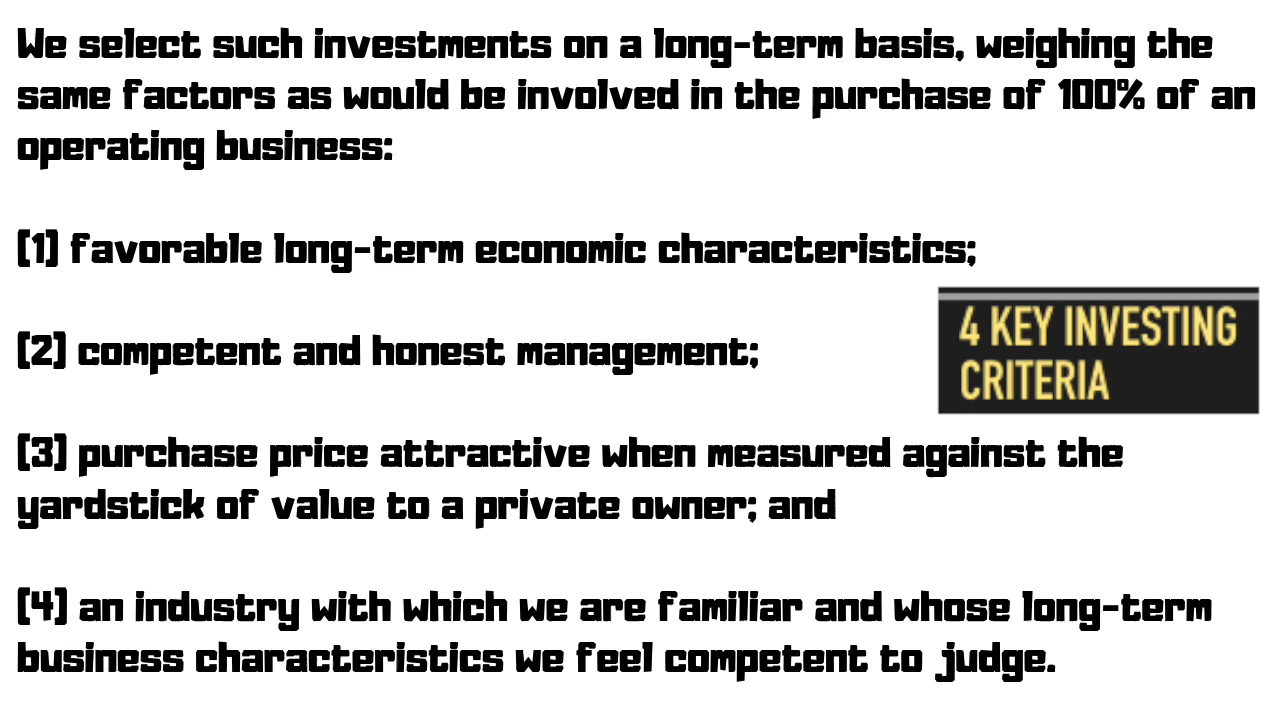 We select such investments on a long-term basis, weighing the
same factors as would be involved in the purchase of 100% of an
operating business:
[1] favorable long-term economic characteristics;
[2] competent and honest management;
4 KEY INVESTING
CRITERIA
[3] purchase price attractive when measured against the
yardstick of value to a private owner; and
[4] an industry with which we are familiar and whose long-term
business characteristics we feel competent to judge.